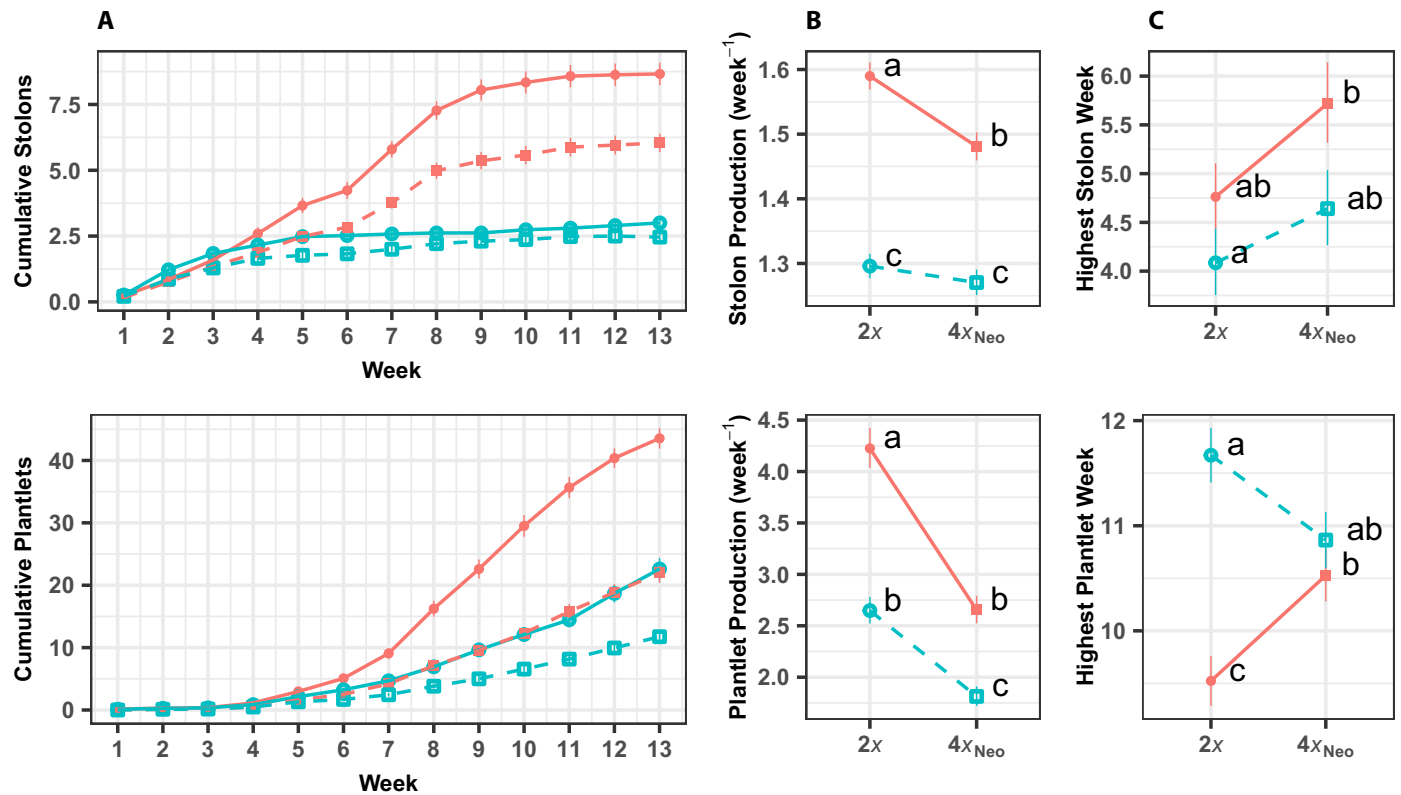 A
Cumulative Stolons
7.5
5.0
2.5
0.0
1 2 3 4 5 6 7 8 9 10 11 12 13
Week
B
Stolon Production (week⁻¹)
1.6
1.5
1.4
1.3
a
b
c
c
2x 4xNeo
C
Highest Stolon Week
6.0
5.5
5.0
4.5
4.0
b
ab
ab
a
2x 4xNeo
Cumulative Plantlets
40
30
20
10
0
1 2 3 4 5 6 7 8 9 10 11 12 13
Week
Plantlet Production (week⁻¹)
4.5
4.0
3.5
3.0
2.5
2.0
a
b
b
c
2x 4xNeo
Highest Plantlet Week
12
11
10
a
ab
b
c
2x 4xNeo